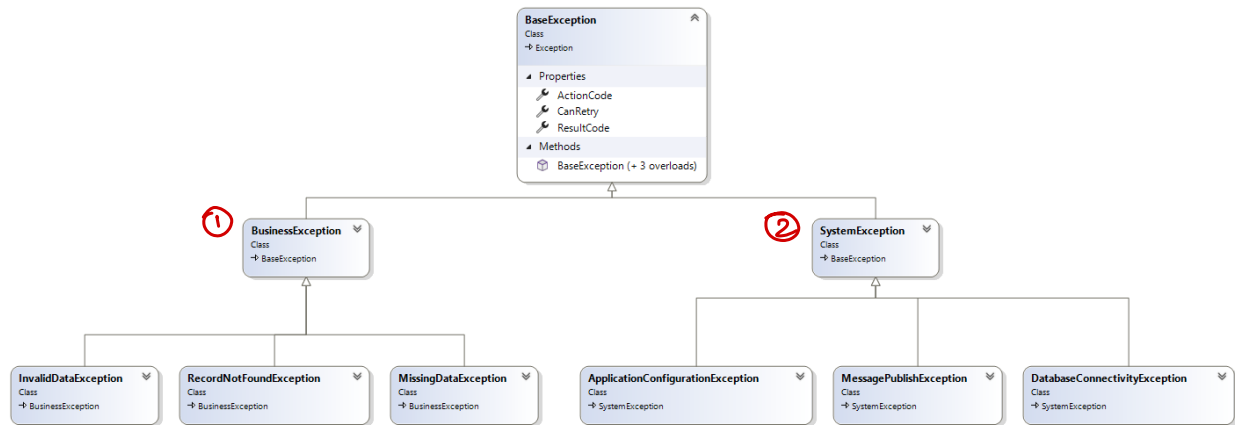 BaseException
Class
Exception
Properties
ActionCode
CanRetry
ResultCode
Methods
BaseException (+ 3 overloads)
1
BusinessException
Class
BaseException
2
SystemException
Class
BaseException
InvalidDataException
Class
BusinessException
RecordNotFoundException
Class
BusinessException
MissingDataException
Class
BusinessException
ApplicationConfigurationException
Class
SystemException
MessagePublishException
Class
SystemException
DatabaseConnectivityException
Class
SystemException